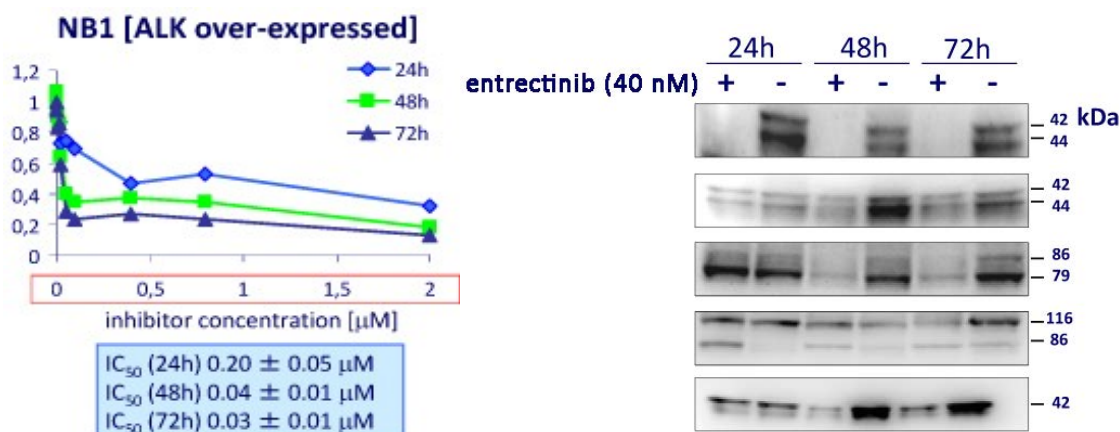 NB1 [ALK over-expressed]
1,2
1
0,8
0,6
0,4
0,2
0
24h
48h
72h
0 0,5 1 1,5 2
inhibitor concentration [μM]
IC50 (24h) 0.20 ± 0.05 μM
IC50 (48h) 0.04 ± 0.01 μM
IC50 (72h) 0.03 ± 0.01 μM
24h 48h 72h
entrectinib (40 nM) + - + - + -
42 kDa
44
42
44
86
79
116
86
42